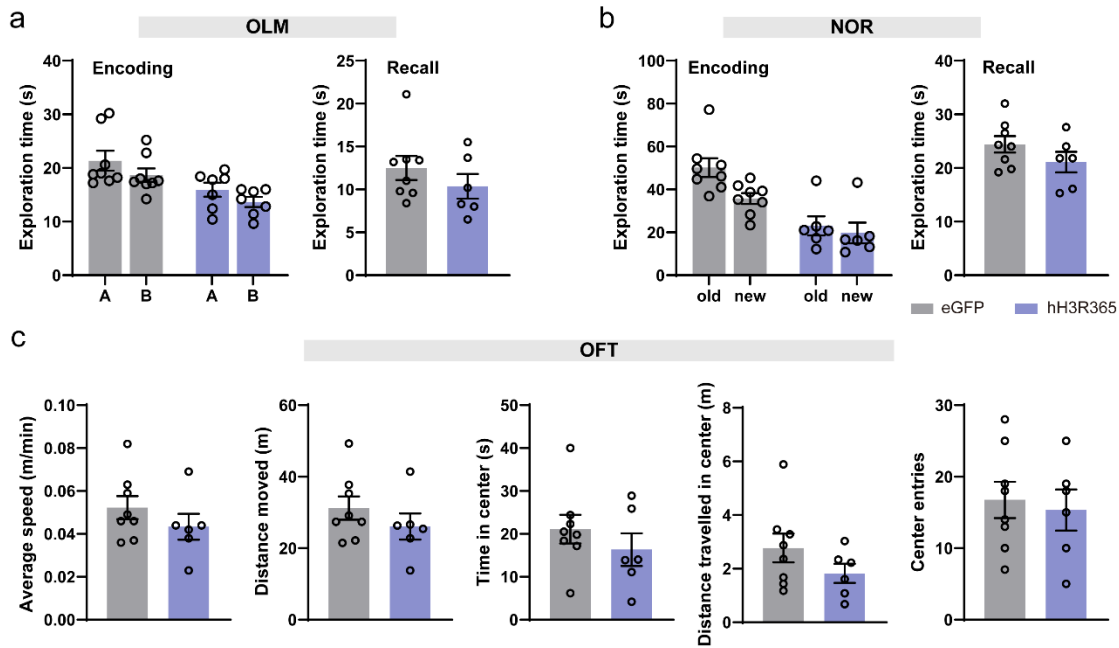 a
OLM
Exploration time (s)
40
30
20
10
0
Encoding
A B A B
Exploration time (s)
25
20
15
10
5
0
Recall
b
NOR
Exploration time (s)
100
80
60
40
20
0
Encoding
old new old new
Exploration time (s)
40
30
20
10
0
Recall
eGFP hH3R365
c
OFT
Average speed (m/min)
0.10
0.08
0.06
0.04
0.02
0.00
Distance moved (m)
60
40
20
0
Time in center (s)
50
40
30
20
10
0
Distance travelled in center (m)
8
6
4
2
0
Center entries
30
20
10
0